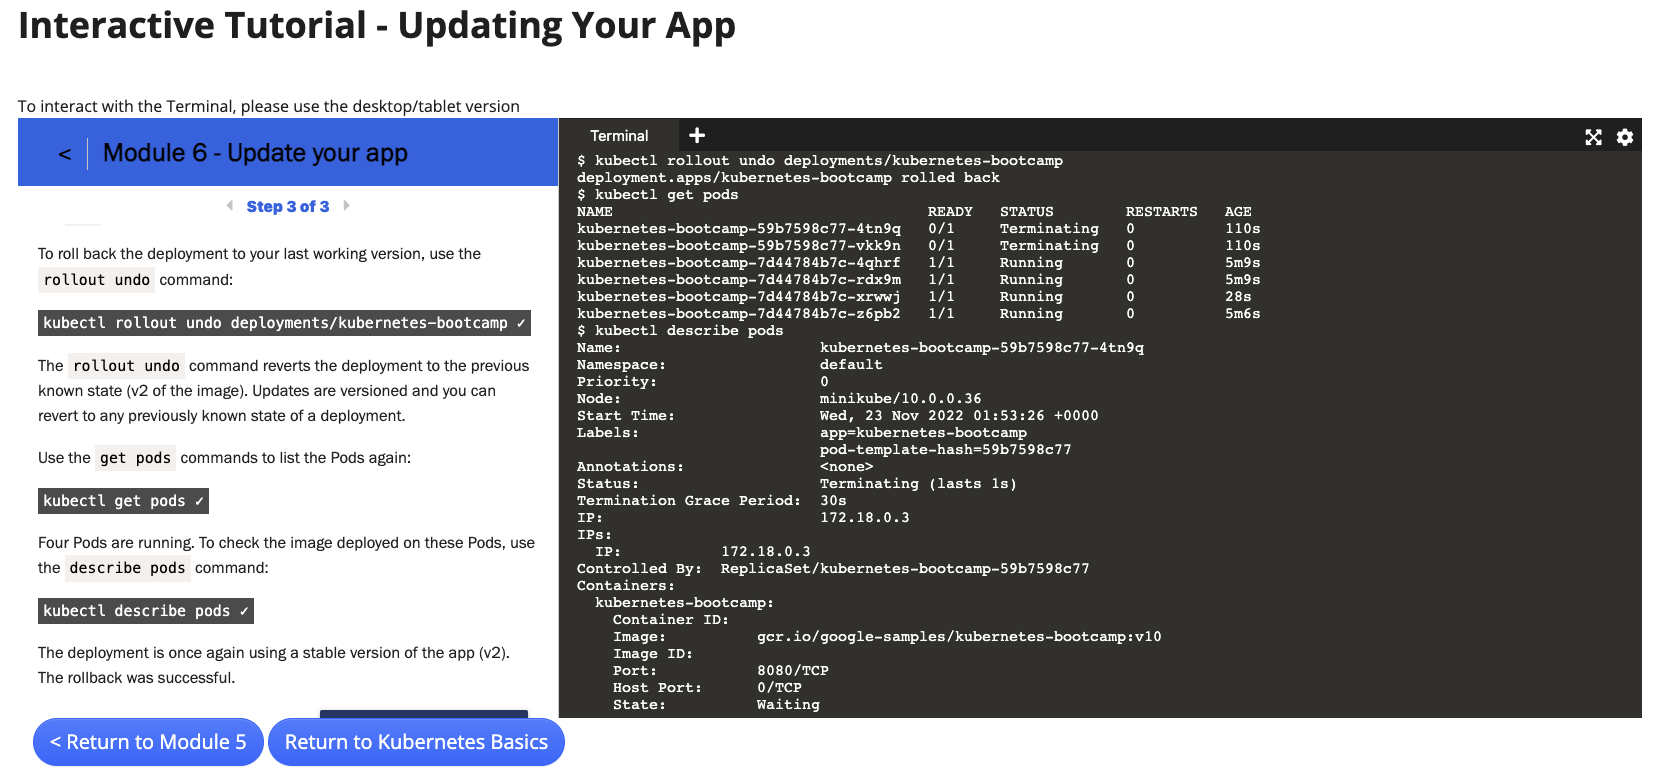 Interactive Tutorial - Updating Your App
To interact with the Terminal, please use the desktop/tablet version
< Module 6 - Update your app
Step 3 of 3
To roll back the deployment to your last working version, use the
rollout undo command:
kubectl rollout undo deployments/kubernetes-bootcamp ✓
The rollout undo command reverts the deployment to the previous
known state (v2 of the image). Updates are versioned and you can
revert to any previously known state of a deployment.
Use the get pods commands to list the Pods again:
kubectl get pods ✓
Four Pods are running. To check the image deployed on these Pods, use
the describe pods command:
kubectl describe pods ✓
The deployment is once again using a stable version of the app (v2).
The rollback was successful.
Terminal +
$ kubectl rollout undo deployments/kubernetes-bootcamp
deployment.apps/kubernetes-bootcamp rolled back
$ kubectl get pods
NAME READY STATUS RESTARTS AGE
kubernetes-bootcamp-59b7598c77-4tn9q 0/1 Terminating 0 110s
kubernetes-bootcamp-59b7598c77-vkk9n 0/1 Terminating 0 110s
kubernetes-bootcamp-7d44784b7c-4qhrf 1/1 Running 0 5m9s
kubernetes-bootcamp-7d44784b7c-rdx9m 1/1 Running 0 5m9s
kubernetes-bootcamp-7d44784b7c-xrwwj 1/1 Running 0 28s
kubernetes-bootcamp-7d44784b7c-z6pb2 1/1 Running 0 5m6s
$ kubectl describe pods
Name: kubernetes-bootcamp-59b7598c77-4tn9q
Namespace: default
Priority: 0
Node: minikube/10.0.0.36
Start Time: Wed, 23 Nov 2022 01:53:26 +0000
Labels: app=kubernetes-bootcamp
pod-template-hash=59b7598c77
Annotations: <none>
Status: Terminating (lasts 1s)
Termination Grace Period: 30s
IP: 172.18.0.3
IPs:
IP: 172.18.0.3
Controlled By: ReplicaSet/kubernetes-bootcamp-59b7598c77
Containers:
kubernetes-bootcamp:
Container ID:
Image: gcr.io/google-samples/kubernetes-bootcamp:v10
Image ID:
Port: 8080/TCP
Host Port: 0/TCP
State: Waiting
< Return to Module 5
Return to Kubernetes Basics